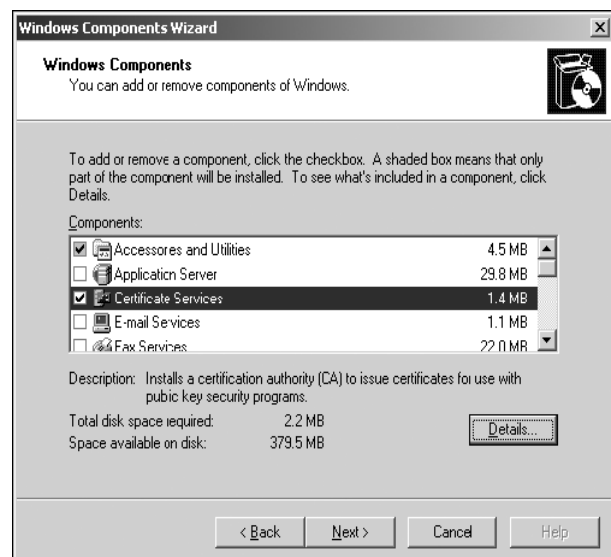 Windows Components Wizard
Windows Components
You can add or remove components of Windows.
To add or remove a component, click the checkbox. A shaded box means that only
part of the component will be installed. To see what's included in a component, click
Details.
Components:
Accessores and Utilities 4.5 MB
Application Server 29.8 MB
Certificate Services 1.4 MB
E-mail Services 1.1 MB
Fax Services 22.0 MB
Description: Installs a certification authority (CA) to issue certificates for use with
pubic key security programs.
Total disk space required: 2.2 MB
Space available on disk: 379.5 MB
Details...
< Back
Next >
Cancel
Help